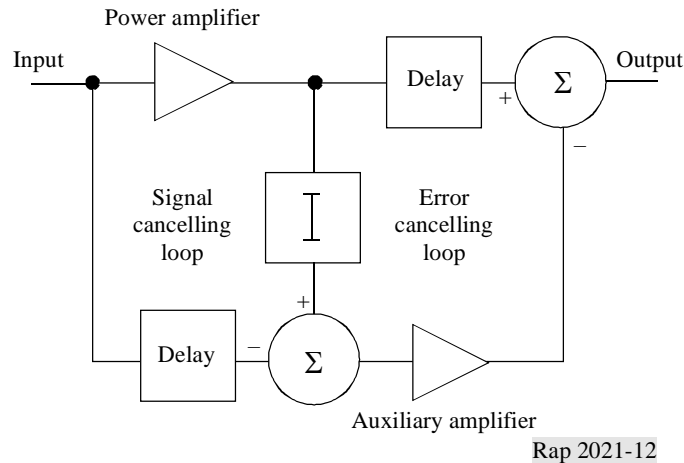 Power amplifier
Input
Delay
Σ
Output
+
–
Signal
cancelling
loop
Error
cancelling
loop
+
Delay
–
Σ
Auxiliary amplifier
Rap 2021-12